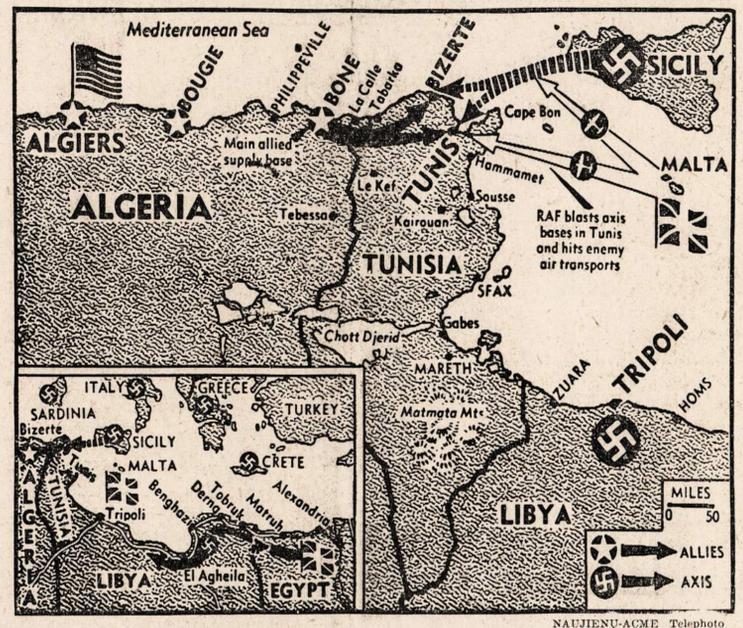 Mediterranean Sea
ALGIERS
BOUGIE
PHILIPPEVILLE
BONE
La Calle
Tabarka
BIZERTE
SICILY
Cape Bon
Main allied
supply base
TUNIS
Hammamet
MALTA
Le Kef
Sousse
ALGERIA
Tebessa
Kairouan
RAF blasts axis
bases in Tunis
and hits enemy
air transports
TUNISIA
SFAX
Chott Djerid
Gabes
MARETH
ZUARA
TRIPOLI
HOMS
Matmata Mts
LIBYA
MILES
0 50
ALLIES
AXIS
ITALY
GREECE
SARDINIA
TURKEY
Bizerte
SICILY
Tunis
MALTA
CRETE
ALGERIA
TUNISIA
Tripoli
Benghazi
Derna
Tobruk
Matruh
Alexandria
LIBYA
El Agheila
EGYPT
NAUJIENU-ACME Telephoto